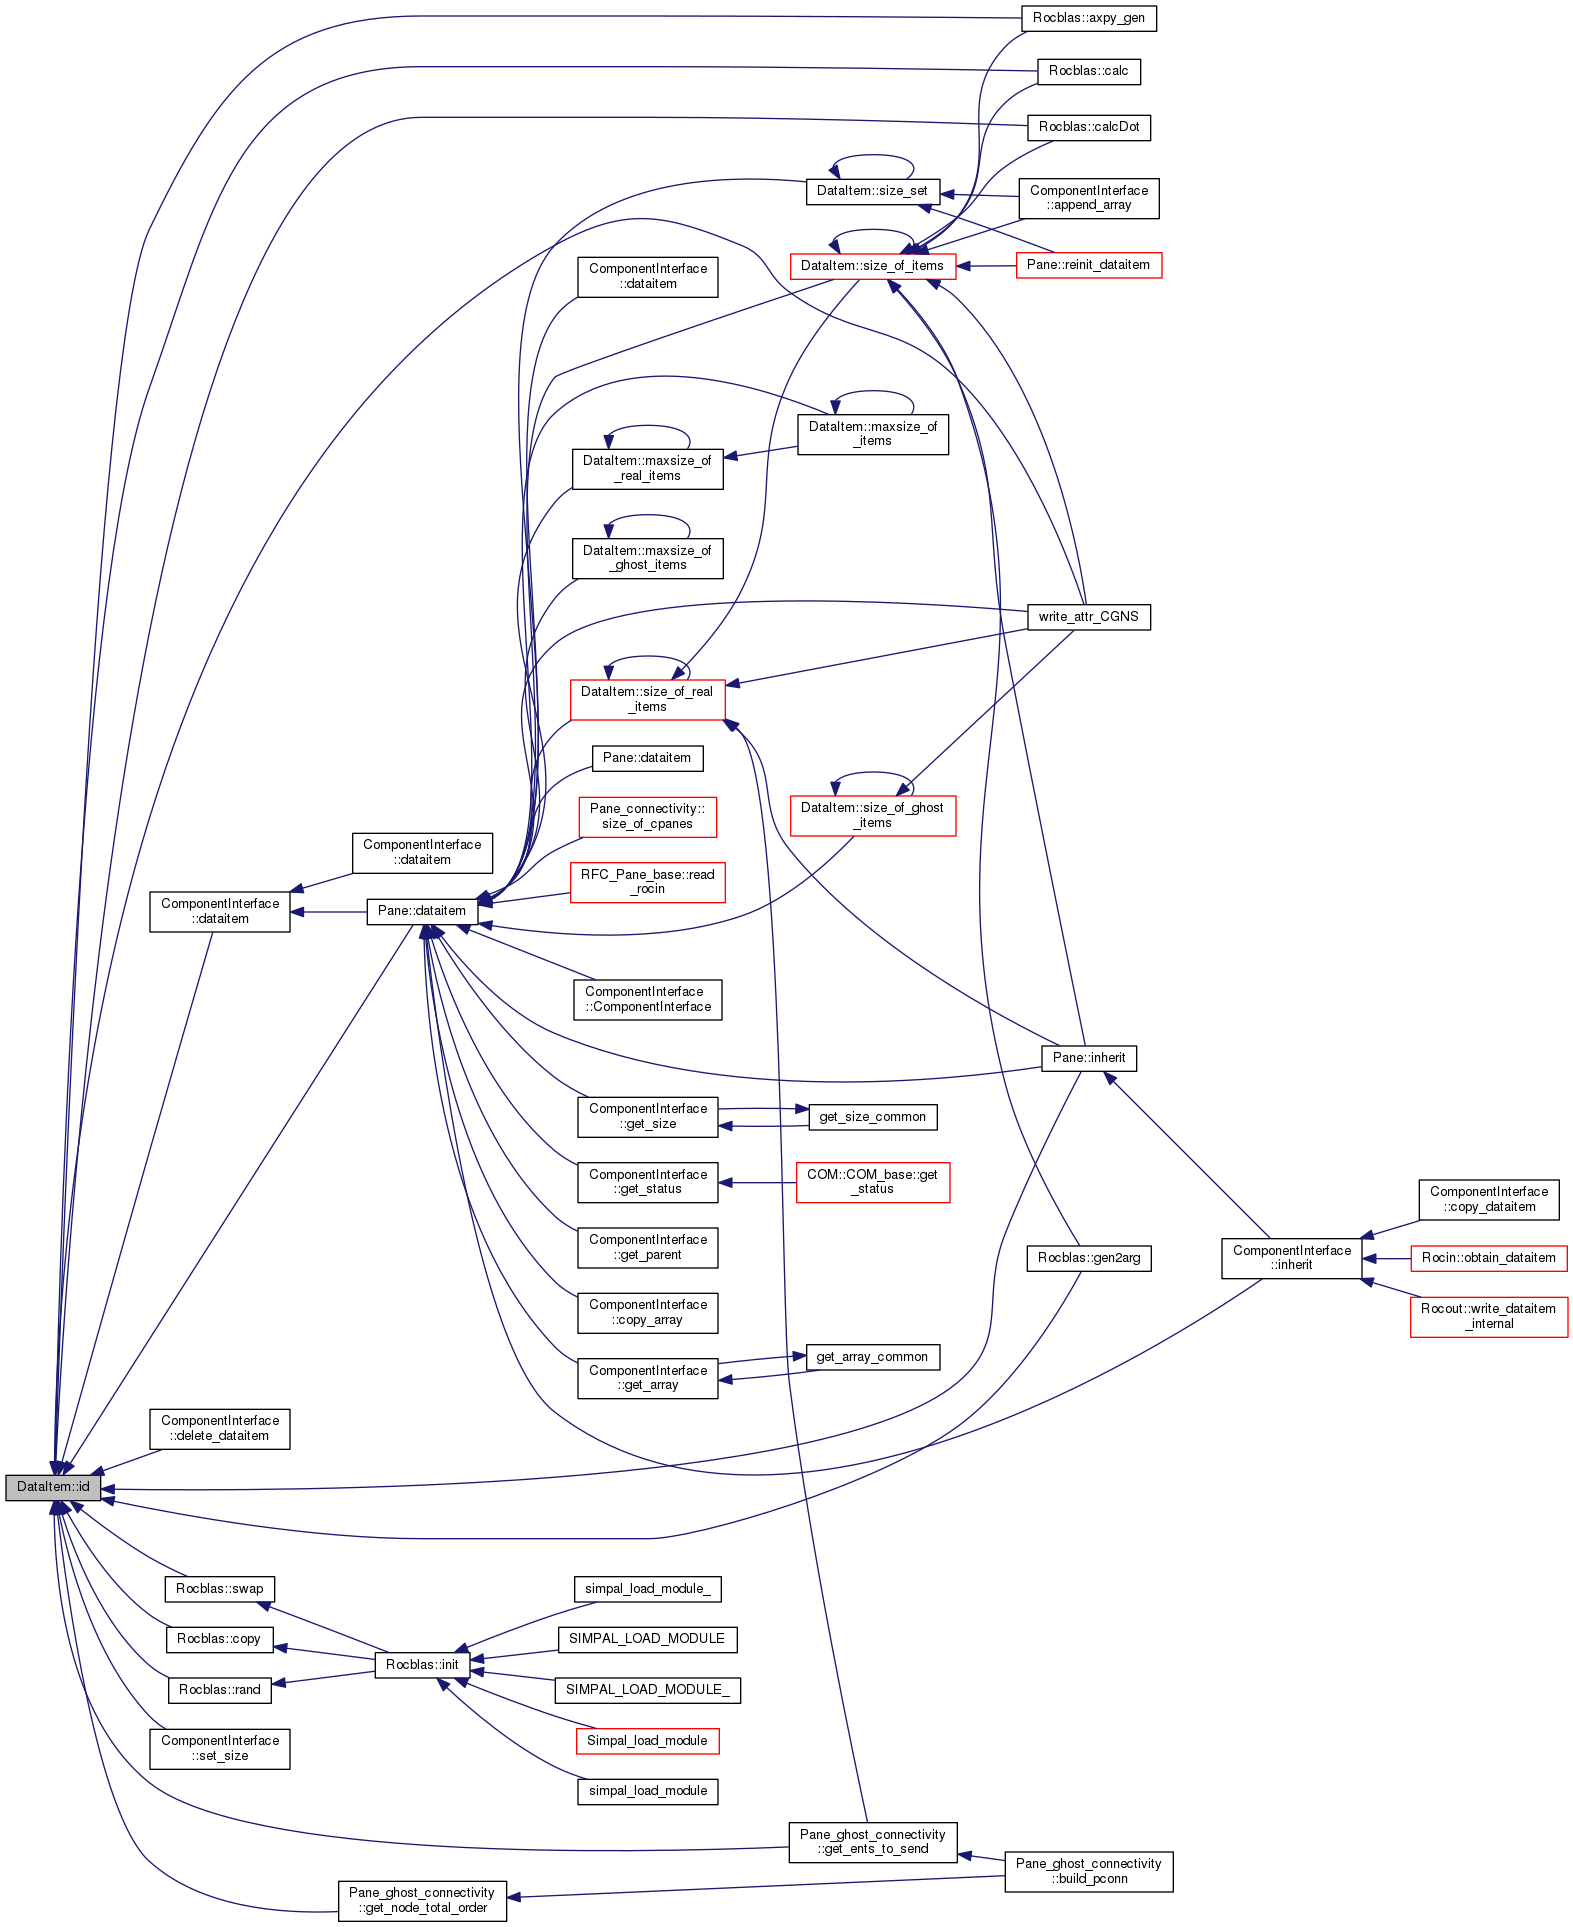 Rocblas::axpy_gen
Rocblas::calc
Rocblas::calcDot
DataItem::size_set
ComponentInterface
::append_array
DataItem::size_of_items
Pane::reinit_dataitem
ComponentInterface
::dataitem
DataItem::maxsize_of
_items
DataItem::maxsize_of
_real_items
DataItem::maxsize_of
_ghost_items
write_attr_CGNS
DataItem::size_of_real
_items
Pane::dataitem
Pane_connectivity::
size_of_cpanes
DataItem::size_of_ghost
_items
ComponentInterface
::dataitem
RFC_Pane_base::read
_rocin
ComponentInterface
::dataitem
Pane::dataitem
ComponentInterface
::ComponentInterface
Pane::inherit
ComponentInterface
::get_size
get_size_common
ComponentInterface
::get_status
COM::COM_base::get
_status
ComponentInterface
::copy_dataitem
ComponentInterface
::get_parent
Rocblas::gen2arg
ComponentInterface
::inherit
Rocin::obtain_dataitem
Rocout::write_dataitem
_internal
ComponentInterface
::copy_array
ComponentInterface
::get_array
get_array_common
ComponentInterface
::delete_dataitem
DataItem::id
Rocblas::swap
simpal_load_module_
Rocblas::copy
SIMPAL_LOAD_MODULE
Rocblas::init
Rocblas::rand
SIMPAL_LOAD_MODULE_
ComponentInterface
::set_size
Simpal_load_module
simpal_load_module
Pane_ghost_connectivity
::get_ents_to_send
Pane_ghost_connectivity
::build_pconn
Pane_ghost_connectivity
::get_node_total_order